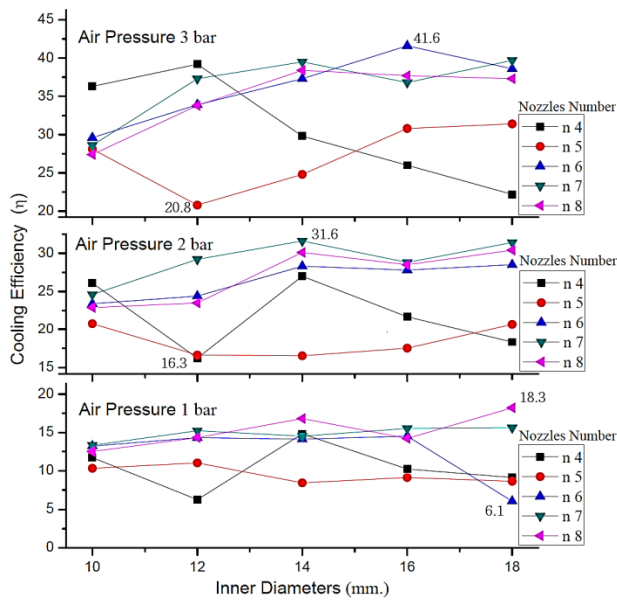 45
Air Pressure 3 bar
41.6
40
35
Nozzles Number
n 4
n 5
n 6
n 7
n 8
30
25
20.8
20
Cooling Efficiency (η)
Air Pressure 2 bar
31.6
30
Nozzles Number
n 4
n 5
n 6
n 7
n 8
25
20
16.3
15
20
Air Pressure 1 bar
18.3
15
Nozzles Number
n 4
n 5
n 6
n 7
n 8
10
6.1
5
0
10 12 14 16 18
Inner Diameters (mm.)